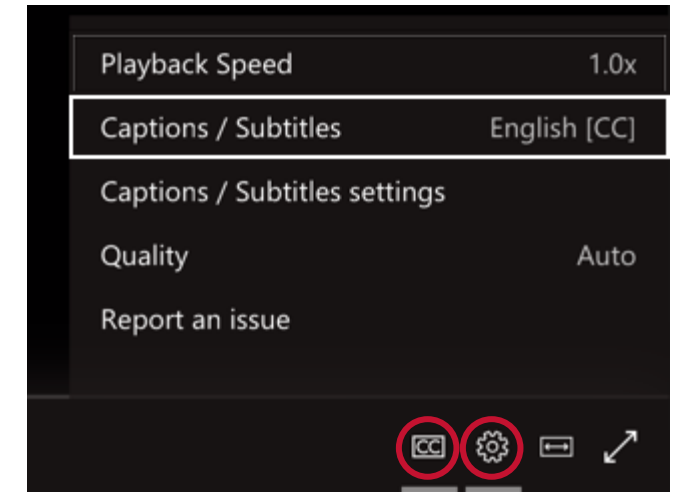 Playback Speed 1.0x
Captions / Subtitles English [CC]
Captions / Subtitles settings
Quality Auto
Report an issue
CC